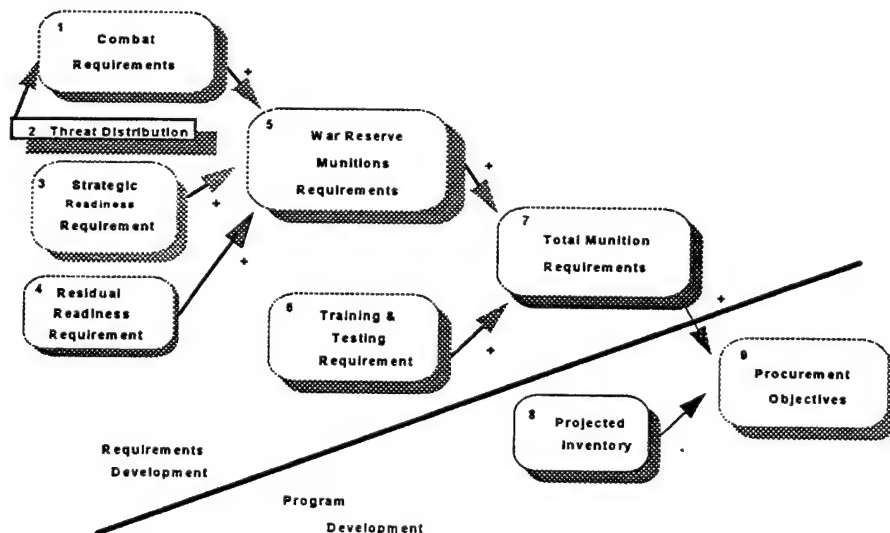 1
Combat
Requirements
+
2 Threat Distribution
3
Strategic
Readiness
Requirement
+
4
Residual
Readiness
Requirement
+
5
War Reserve
Munitions
Requirements
+
6
Training &
Testing
Requirement
+
7
Total Munition
Requirements
+
8
Projected
Inventory
9
Procurement
Objectives
Requirements
Development
Program
Development